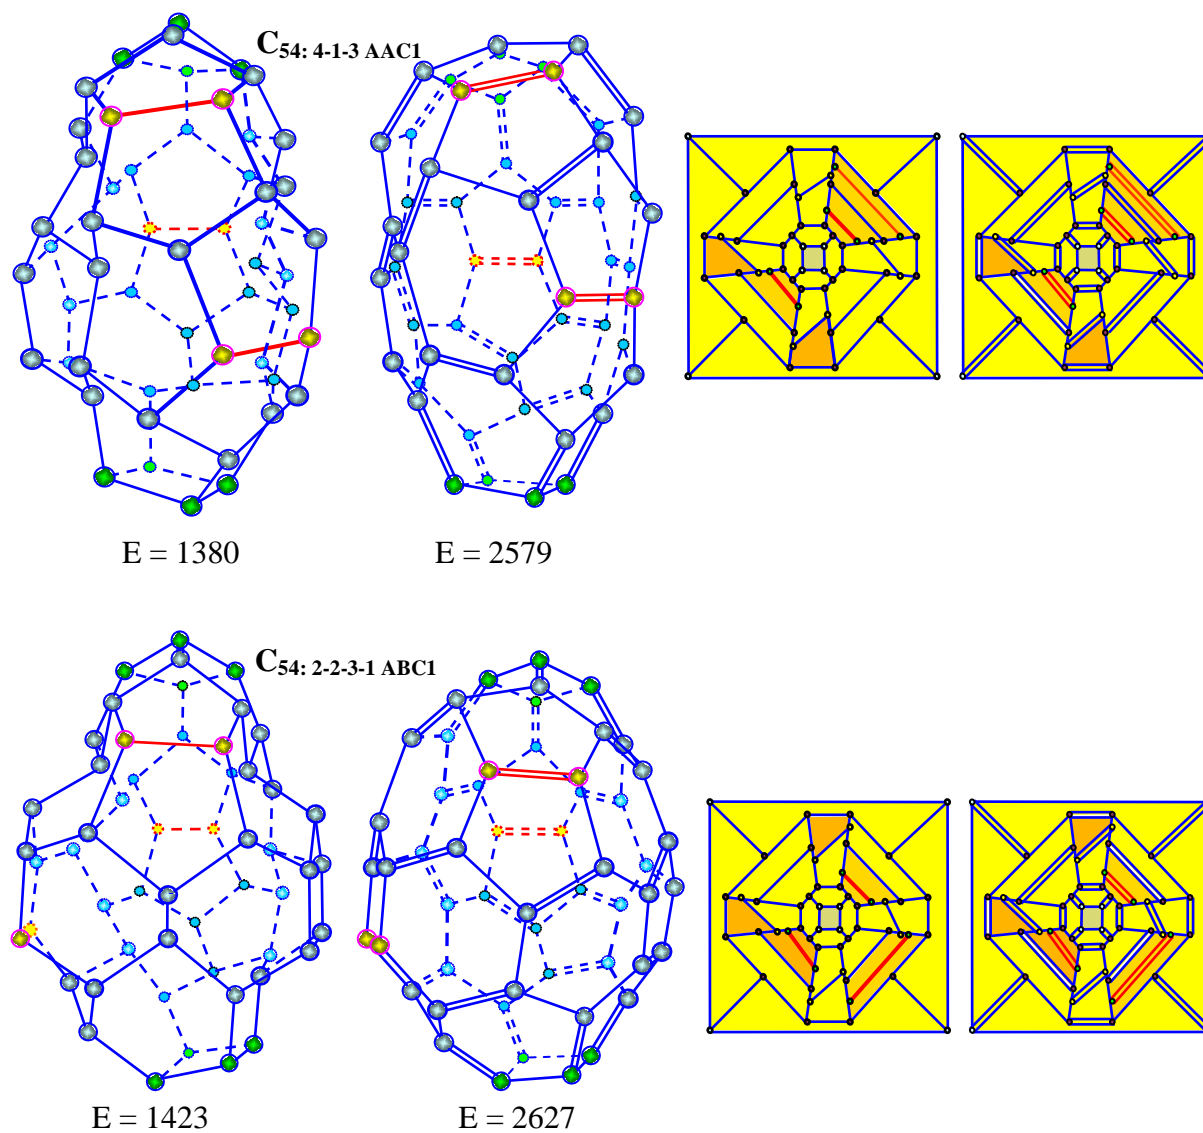 C54: 4-1-3 AAC1
E = 1380
E = 2579
C54: 2-2-3-1 ABC1
E = 1423
E = 2627